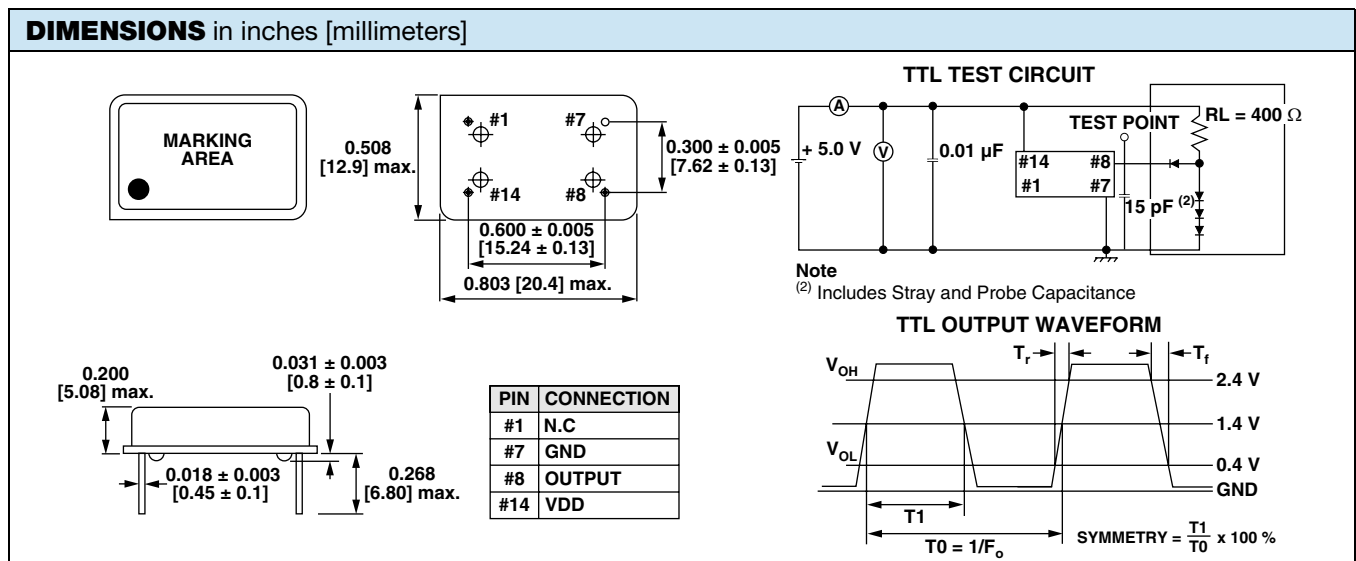 DIMENSIONS in inches [millimeters]
MARKING
AREA
0.508
[12.9] max.
#1
#7
#14
#8
0.300 ± 0.005
[7.62 ± 0.13]
0.600 ± 0.005
[15.24 ± 0.13]
0.803 [20.4] max.
TTL TEST CIRCUIT
A
+ 5.0 V
V
0.01 µF
TEST POINT
RL = 400 Ω
#14 #8
#1 #7
15 pF (2)
Note
(2) Includes Stray and Probe Capacitance
0.200
[5.08] max.
0.031 ± 0.003
[0.8 ± 0.1]
0.018 ± 0.003
[0.45 ± 0.1]
0.268
[6.80] max.
PIN CONNECTION
#1 N.C
#7 GND
#8 OUTPUT
#14 VDD
TTL OUTPUT WAVEFORM
Tr
Tf
VOH
2.4 V
1.4 V
VOL
0.4 V
GND
T1
T0 = 1/Fo
SYMMETRY = T1/T0 x 100 %